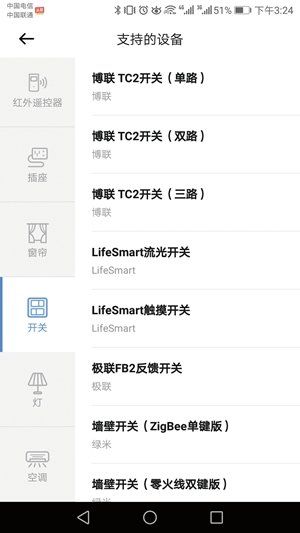 中国电信
中国联通
51% 下午3:24
支持的设备
红外遥控器
插座
窗帘
开关
灯
空调
博联 TC2开关（单路）
博联
博联 TC2开关（双路）
博联
博联 TC2开关（三路）
博联
LifeSmart流光开关
LifeSmart
LifeSmart触摸开关
LifeSmart
极联FB2反馈开关
极联
墙壁开关（ZigBee单键版）
绿米
墙壁开关（零火线双键版）
绿米